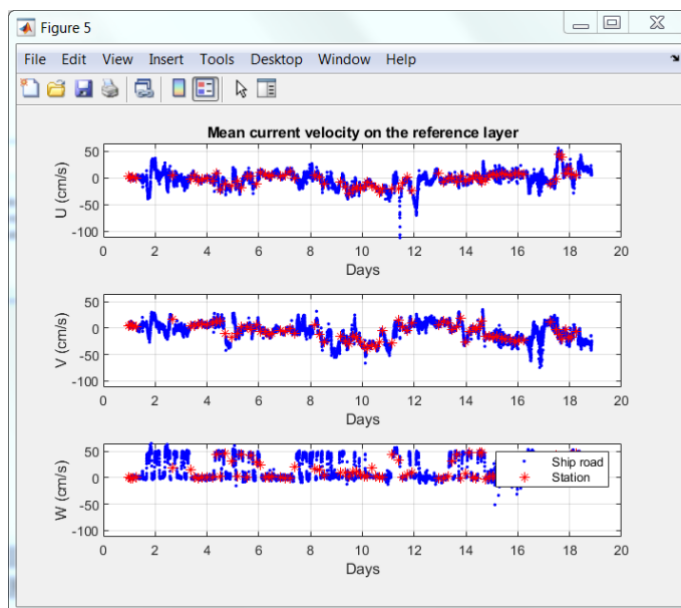 Figure 5
File Edit View Insert Tools Desktop Window Help
Mean current velocity on the reference layer
U (cm/s)
50
0
-50
-100
0 2 4 6 8 10 12 14 16 18 20
Days
V (cm/s)
50
0
-50
-100
0 2 4 6 8 10 12 14 16 18 20
Days
W (cm/s)
50
0
-50
-100
Ship road
Station
0 2 4 6 8 10 12 14 16 18 20
Days